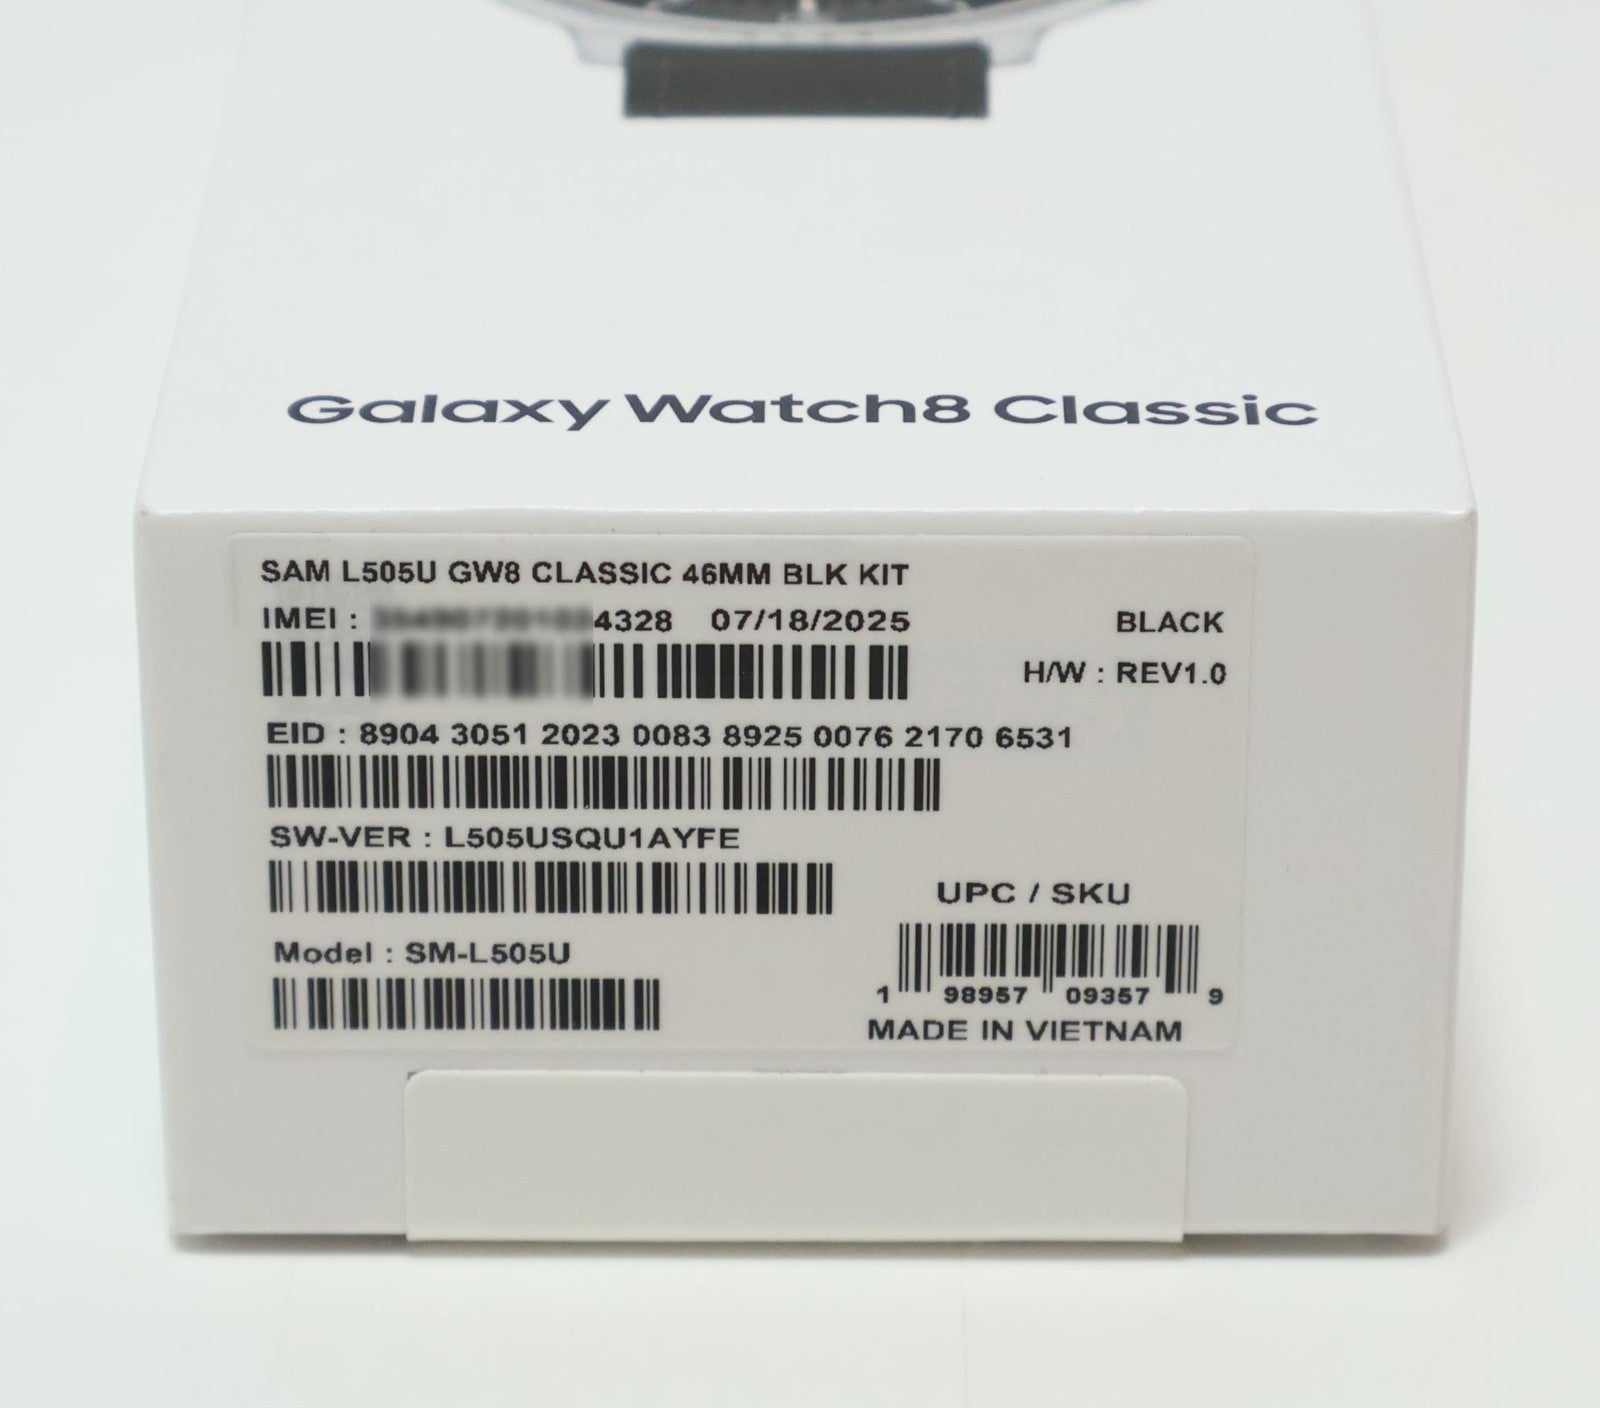 Galaxy Watch8 Classic
SAM L505U GW8 CLASSIC 46MM BLK KIT
IMEI : 4328 07/18/2025
BLACK
H/W : REV1.0
EID : 8904 3051 2023 0083 8925 0076 2170 6531
SW-VER : L505USQU1AYFE
Model : SM-L505U
UPC / SKU
1 98957 09357 9
MADE IN VIETNAM